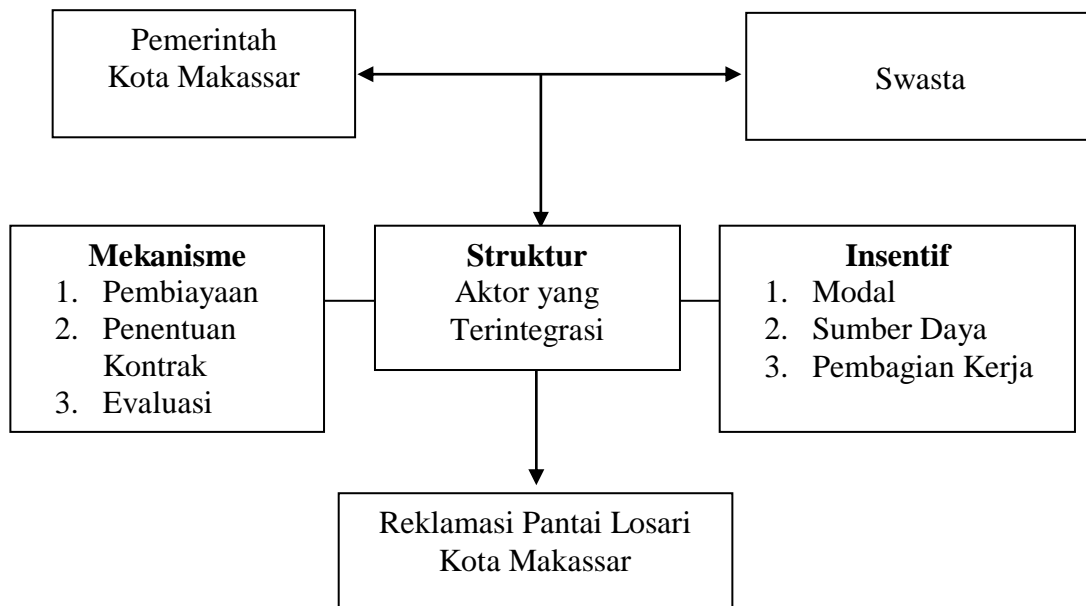 Pemerintah
Kota Makassar
Swasta
Mekanisme
1. Pembiayaan
2. Penentuan
Kontrak
3. Evaluasi
Struktur
Aktor yang
Terintegrasi
Insentif
1. Modal
2. Sumber Daya
3. Pembagian Kerja
Reklamasi Pantai Losari
Kota Makassar